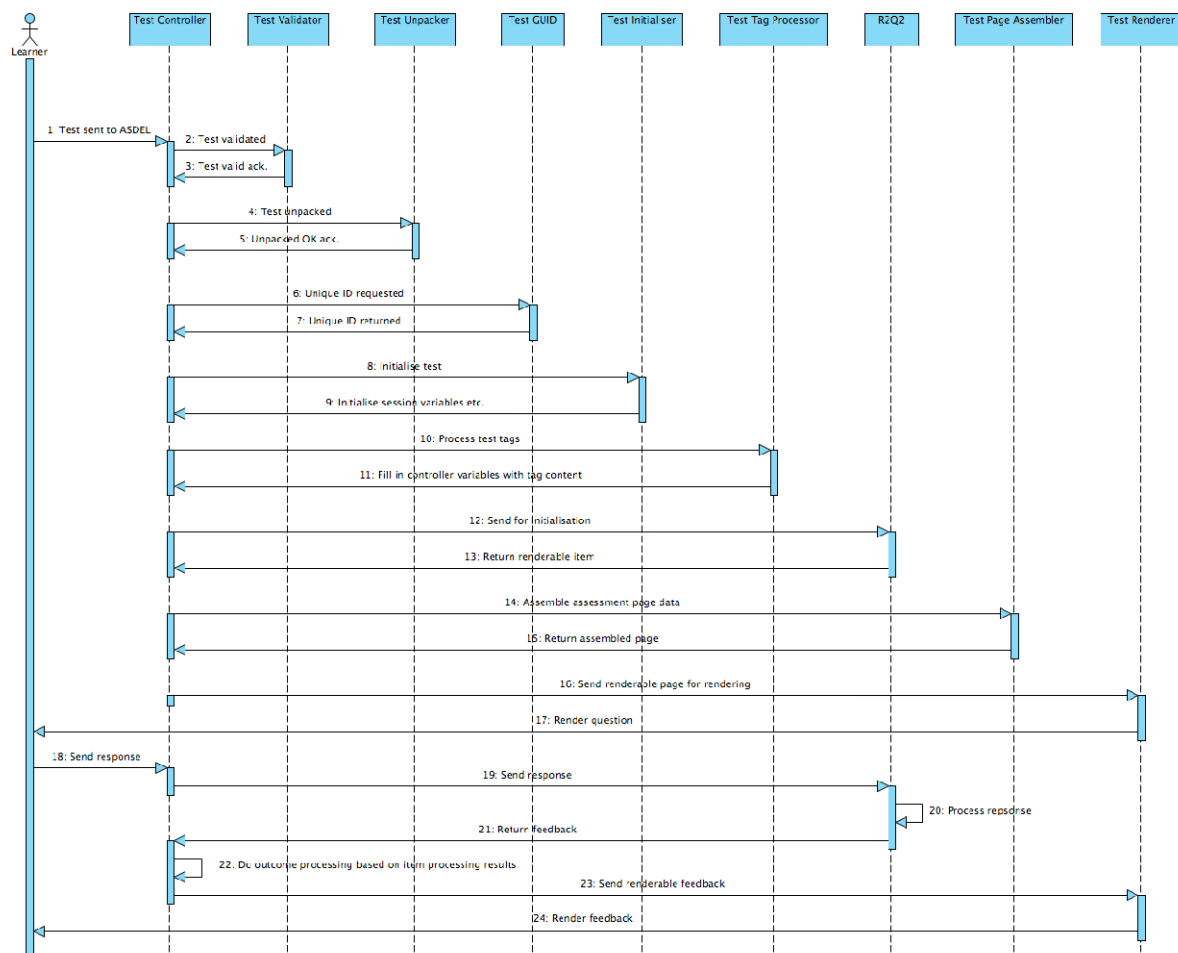 Test Controller
Test Validator
Test Unpacker
Test GUID
Test Initialiser
Test Tag Processor
R2Q2
Test Page Assembler
Test Renderer
Learner
1: Test sent to ASDEL
2: Test validated
3: Test valid ack.
4: Test unpacked
5: Unpacked OK ack.
6: Unique ID requested
7: Unique ID returned
8: Initialise test
9: Initialise session variables etc.
10: Process test tags
11: Fill in controller variables with tag content
12: Send for initialisation
13: Return renderable item
14: Assemble assessment page data
15: Return assembled page
16: Send renderable page for rendering
17: Render question
18: Send response
19: Send response
20: Process repsonse
21: Return feedback
22: Do outcome processing based on item processing results
23: Send renderable feedback
24: Render feedback